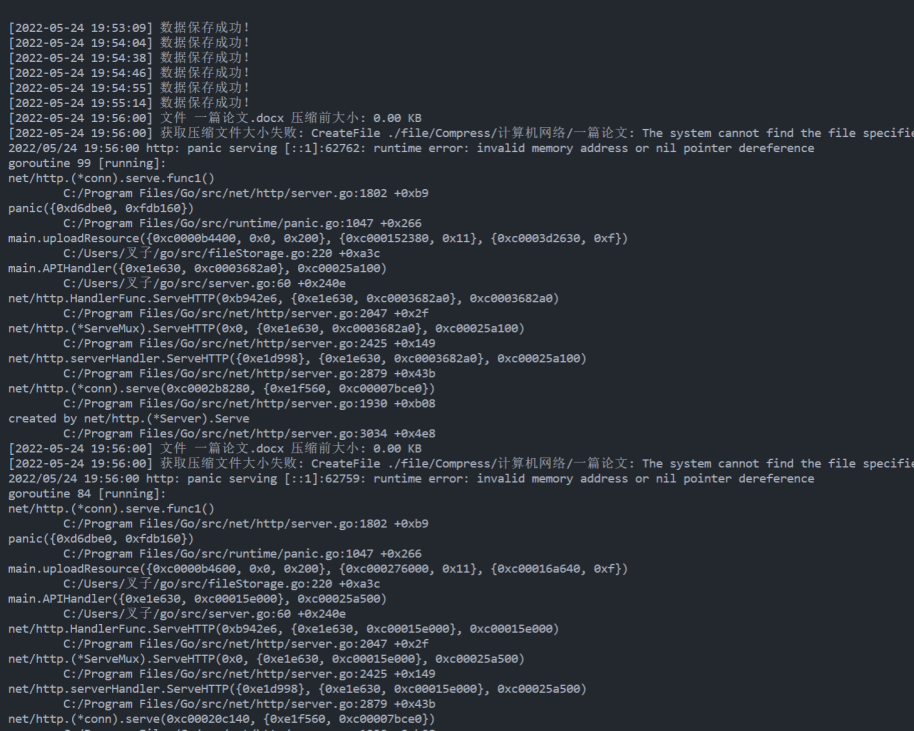 [2022-05-24 19:53:09] 数据保存成功!
[2022-05-24 19:54:04] 数据保存成功!
[2022-05-24 19:54:38] 数据保存成功!
[2022-05-24 19:54:46] 数据保存成功!
[2022-05-24 19:54:55] 数据保存成功!
[2022-05-24 19:55:14] 数据保存成功!
[2022-05-24 19:56:00] 文件 一篇论文.docx 压缩前大小: 0.00 KB
[2022-05-24 19:56:00] 获取压缩文件大小失败: CreateFile ./file/Compress/计算机网络/一篇论文: The system cannot find the file specifie
2022/05/24 19:56:00 http: panic serving [::1]:62762: runtime error: invalid memory address or nil pointer dereference
goroutine 99 [running]:
net/http.(*conn).serve.func1()
C:/Program Files/Go/src/net/http/server.go:1802 +0xb9
panic({0xd6dbe0, 0xfdb160})
C:/Program Files/Go/src/runtime/panic.go:1047 +0x266
main.uploadResource({0xc0000b4400, 0x0, 0x200}, {0xc000152380, 0x11}, {0xc0003d2630, 0xf})
C:/Users/叉子/go/src/fileStorage.go:220 +0xa3c
main.APIHandler({0xe1e630, 0xc0003682a0}, 0xc00025a100)
C:/Users/叉子/go/src/server.go:60 +0x240e
net/http.HandlerFunc.ServeHTTP(0xb942e6, {0xe1e630, 0xc0003682a0}, 0xc0003682a0)
C:/Program Files/Go/src/net/http/server.go:2047 +0x2f
net/http.(*ServeMux).ServeHTTP(0x0, {0xe1e630, 0xc0003682a0}, 0xc00025a100)
C:/Program Files/Go/src/net/http/server.go:2425 +0x149
net/http.serverHandler.ServeHTTP({0xe1d998}, {0xe1e630, 0xc0003682a0}, 0xc00025a100)
C:/Program Files/Go/src/net/http/server.go:2879 +0x43b
net/http.(*conn).serve(0xc0002b8280, {0xe1f560, 0xc00007bce0})
C:/Program Files/Go/src/net/http/server.go:1930 +0xb08
created by net/http.(*Server).Serve
C:/Program Files/Go/src/net/http/server.go:3034 +0x4e8
[2022-05-24 19:56:00] 文件 一篇论文.docx 压缩前大小: 0.00 KB
[2022-05-24 19:56:00] 获取压缩文件大小失败: CreateFile ./file/Compress/计算机网络/一篇论文: The system cannot find the file specifie
2022/05/24 19:56:00 http: panic serving [::1]:62759: runtime error: invalid memory address or nil pointer dereference
goroutine 84 [running]:
net/http.(*conn).serve.func1()
C:/Program Files/Go/src/net/http/server.go:1802 +0xb9
panic({0xd6dbe0, 0xfdb160})
C:/Program Files/Go/src/runtime/panic.go:1047 +0x266
main.uploadResource({0xc0000b4600, 0x0, 0x200}, {0xc000276000, 0x11}, {0xc00016a640, 0xf})
C:/Users/叉子/go/src/fileStorage.go:220 +0xa3c
main.APIHandler({0xe1e630, 0xc00015e000}, 0xc00025a500)
C:/Users/叉子/go/src/server.go:60 +0x240e
net/http.HandlerFunc.ServeHTTP(0xb942e6, {0xe1e630, 0xc00015e000}, 0xc00015e000)
C:/Program Files/Go/src/net/http/server.go:2047 +0x2f
net/http.(*ServeMux).ServeHTTP(0x0, {0xe1e630, 0xc00015e000}, 0xc00025a500)
C:/Program Files/Go/src/net/http/server.go:2425 +0x149
net/http.serverHandler.ServeHTTP({0xe1d998}, {0xe1e630, 0xc00015e000}, 0xc00025a500)
C:/Program Files/Go/src/net/http/server.go:2879 +0x43b
net/http.(*conn).serve(0xc00020c140, {0xe1f560, 0xc00007bce0})